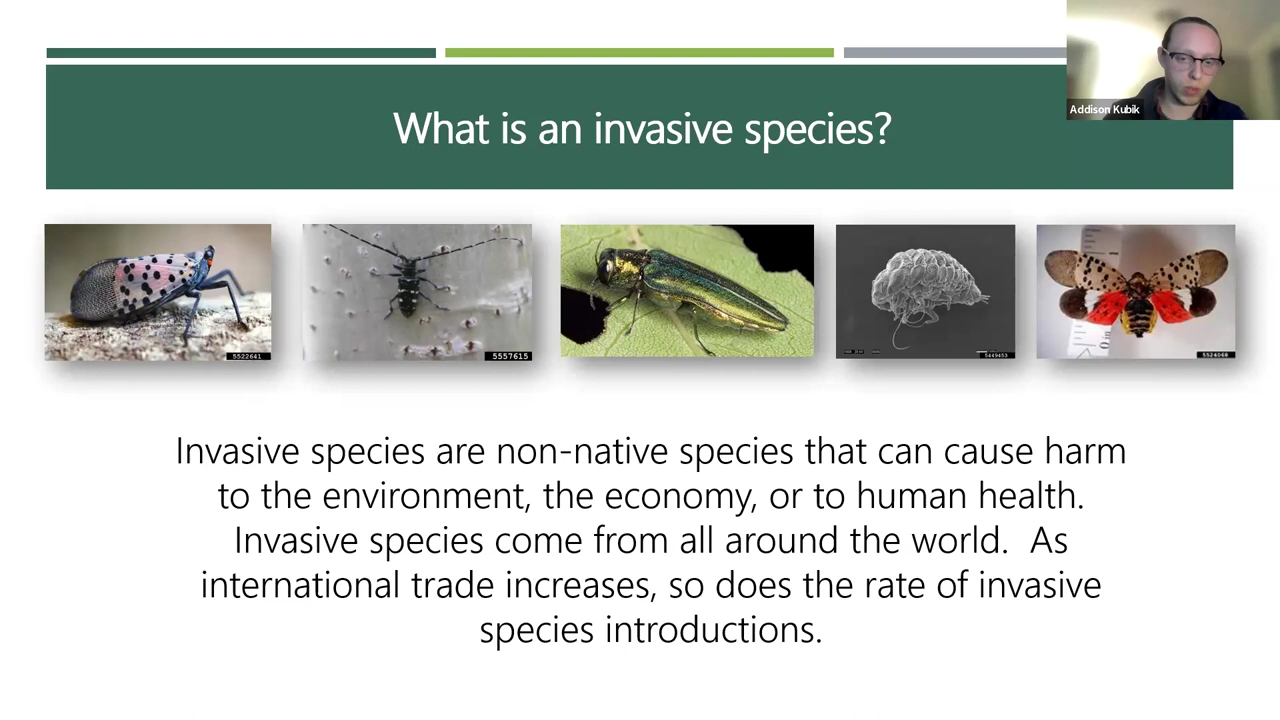 Addison Kubik
What is an invasive species?
5522641
5557615
5449453
5524068
Invasive species are non-native species that can cause harm
to the environment, the economy, or to human health.
Invasive species come from all around the world.  As
international trade increases, so does the rate of invasive
species introductions.